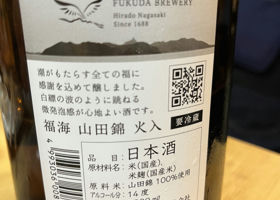 FUKUDA BREWERY
Hirado Nagasaki
Since 1688
潮がもたらす全ての福に
感謝を込めて醸しました。
白穂の波のように跳ねる
微発泡感が心地よい酒です。
福海 山田錦 火入 要冷蔵
品目:日本酒
原材料名:米(国産)、
米麹(国産米)
原料米:山田錦100%使用
アルコール分:14度